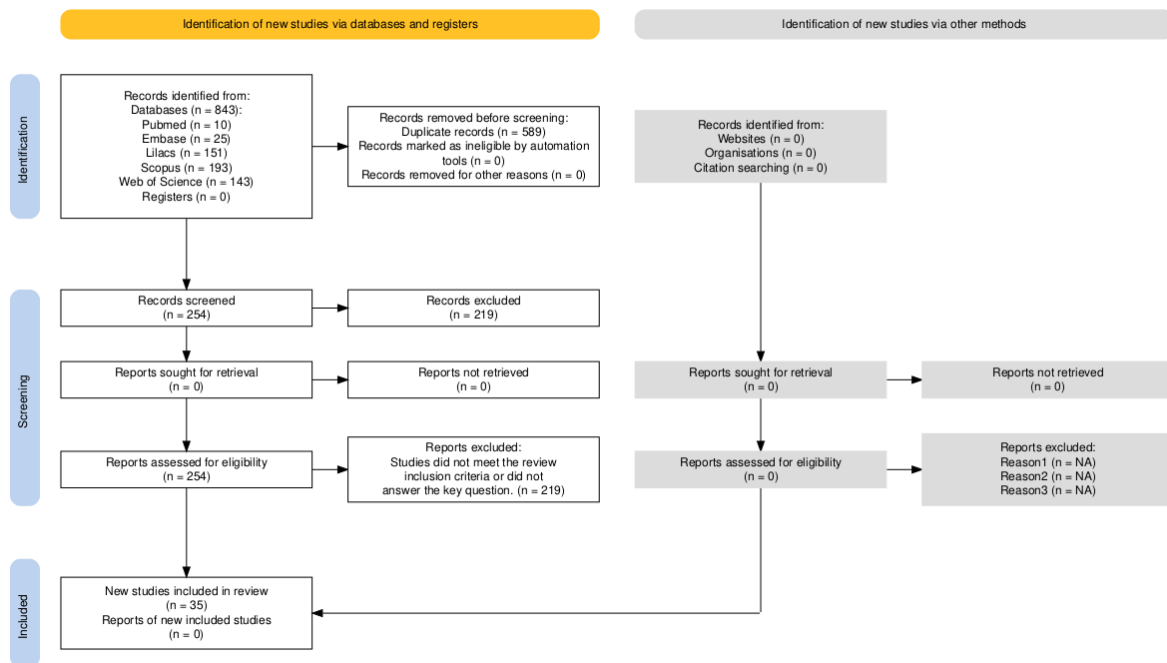 Identification of new studies via databases and registers
Identification of new studies via other methods
Identification
Records identified from:
Databases (n = 843):
Pubmed (n = 10)
Embase (n = 25)
Lilacs (n = 151)
Scopus (n = 193)
Web of Science (n = 143)
Registers (n = 0)
Records removed before screening:
Duplicate records (n = 589)
Records marked as ineligible by automation
tools (n = 0)
Records removed for other reasons (n = 0)
Records identified from:
Websites (n = 0)
Organisations (n = 0)
Citation searching (n = 0)
Screening
Records screened
(n = 254)
Records excluded
(n = 219)
Reports sought for retrieval
(n = 0)
Reports not retrieved
(n = 0)
Reports sought for retrieval
(n = 0)
Reports not retrieved
(n = 0)
Reports assessed for eligibility
(n = 254)
Reports excluded:
Studies did not meet the review
inclusion criteria or did not
answer the key question. (n = 219)
Reports assessed for eligibility
(n = 0)
Reports excluded:
Reason1 (n = NA)
Reason2 (n = NA)
Reason3 (n = NA)
Included
New studies included in review
(n = 35)
Reports of new included studies
(n = 0)